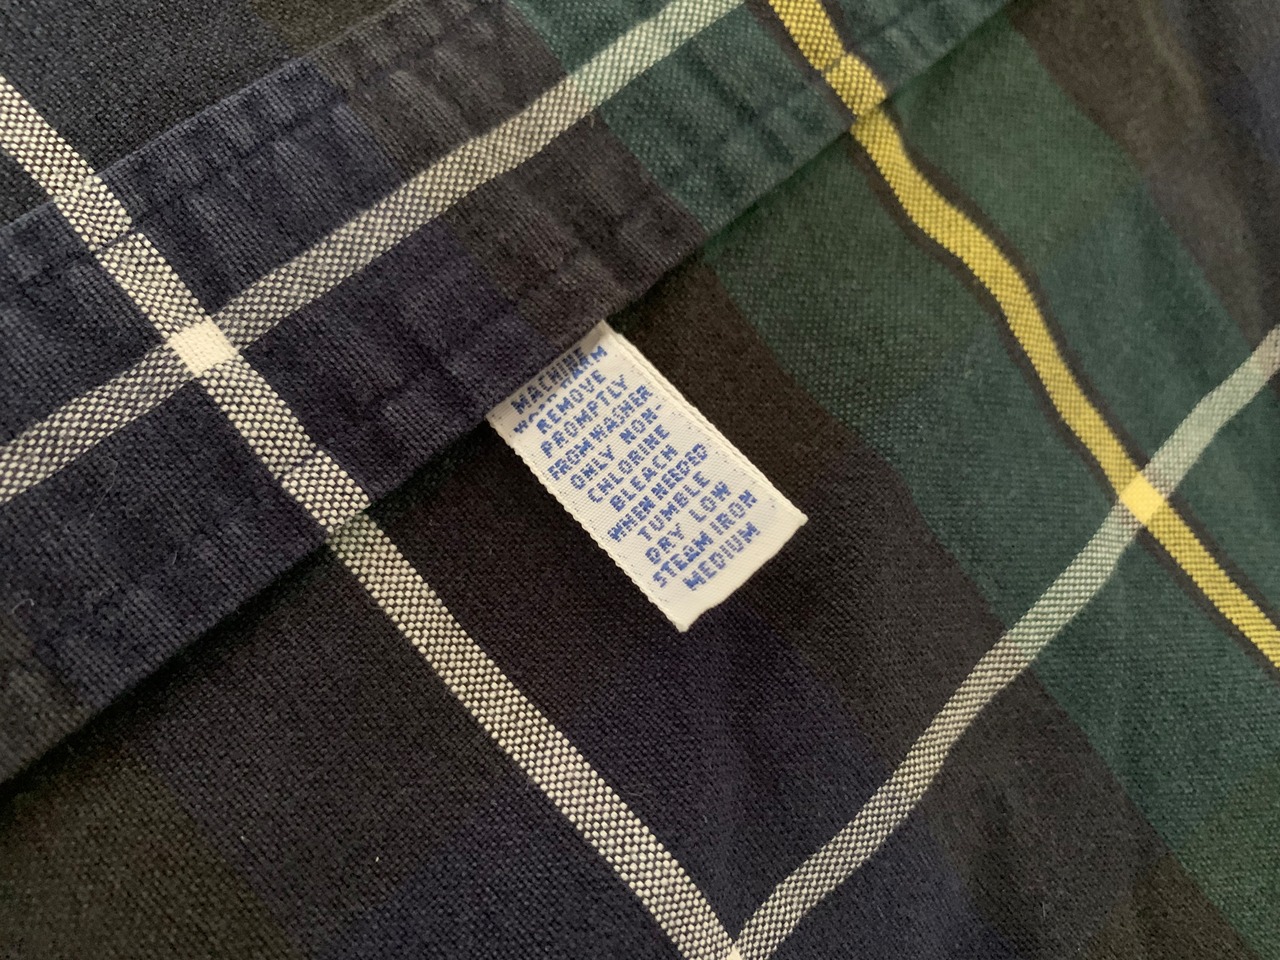 MACHINE
WASH WARM
REMOVE
PROMPTLY
FROM WASHER
ONLY NON-
CHLORINE
BLEACH
WHEN NEEDED
TUMBLE
DRY LOW
STEAM IRON
MEDIUM